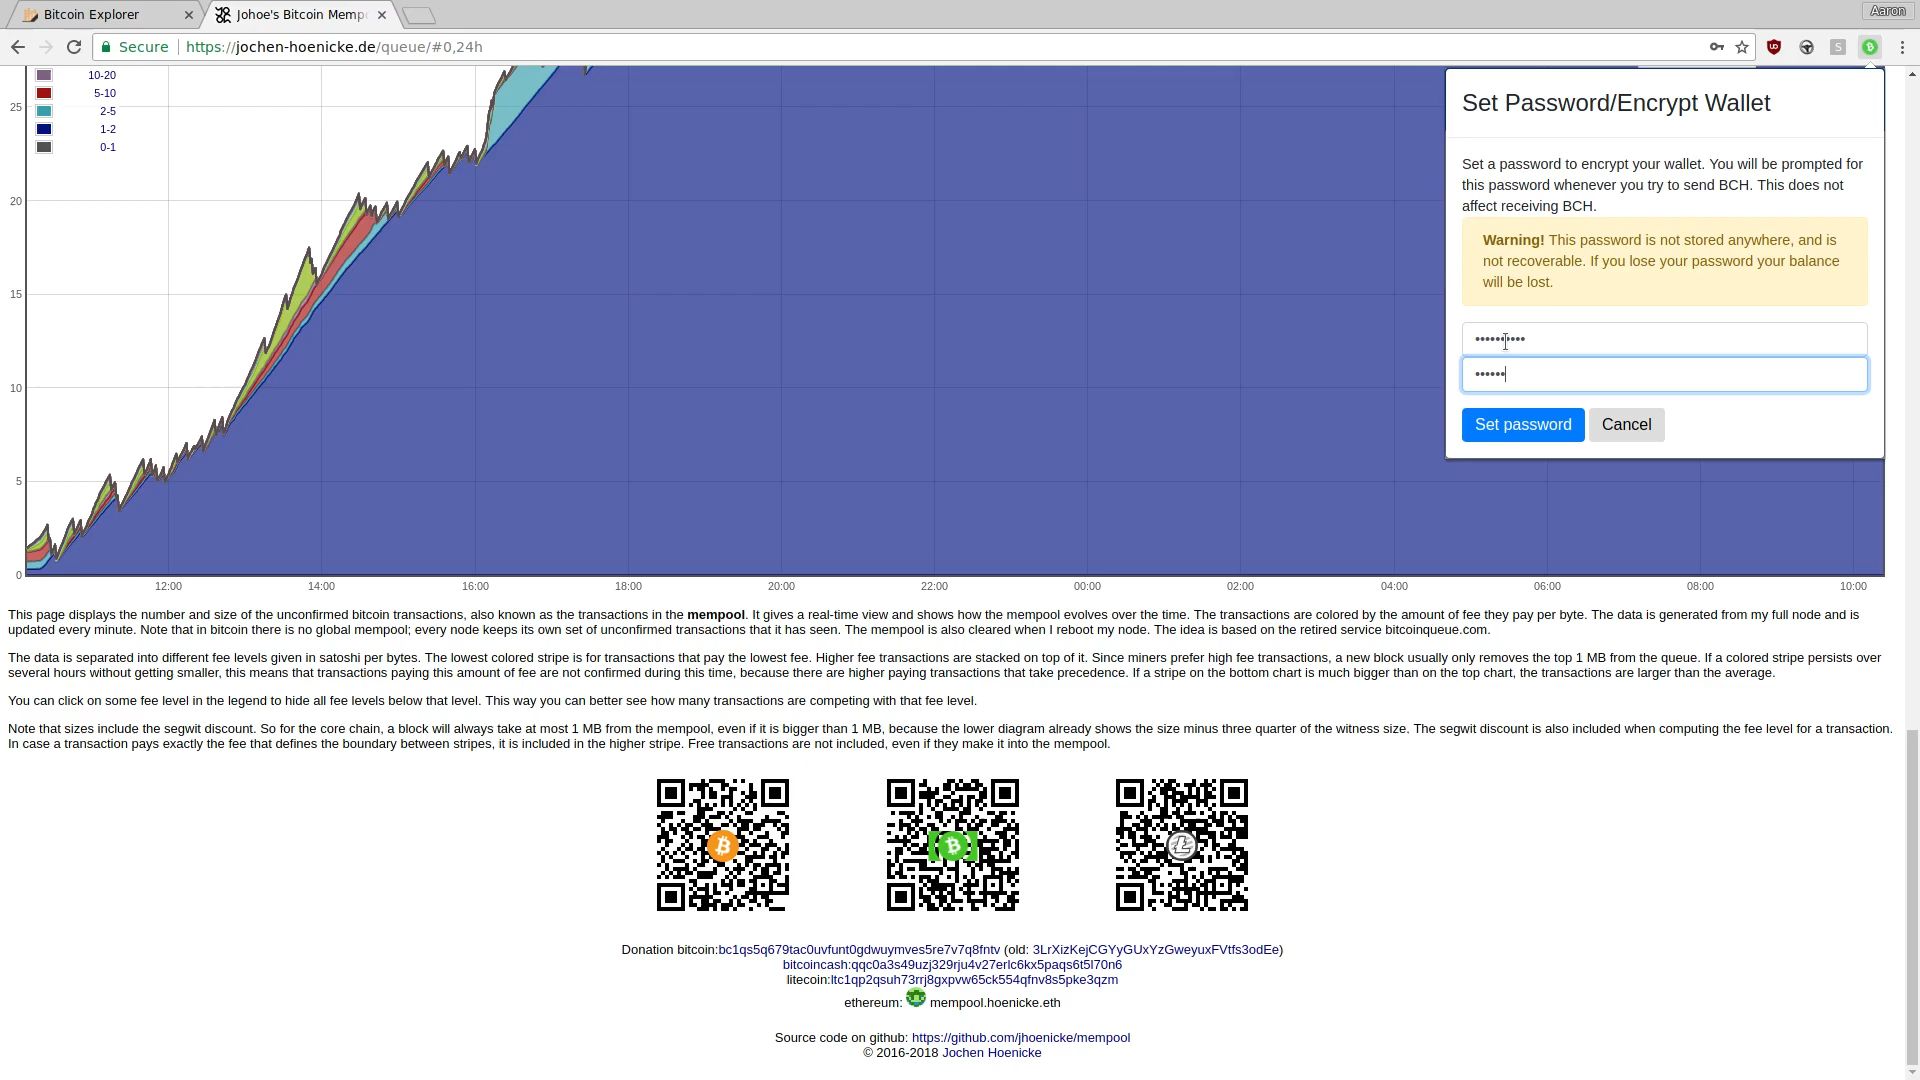 Bitcoin Explorer
Johoe's Bitcoin Memp
Aaron
Secure
https://jochen-hoenicke.de/queue/#0,24h
10-20
5-10
2-5
1-2
0-1
25
20
15
10
5
0
12:00 14:00 16:00 18:00 20:00 22:00 00:00 02:00 04:00 06:00 08:00 10:00
Set Password/Encrypt Wallet
Set a password to encrypt your wallet. You will be prompted for
this password whenever you try to send BCH. This does not
affect receiving BCH.
Warning! This password is not stored anywhere, and is
not recoverable. If you lose your password your balance
will be lost.
••••••••••
••••••
Set password
Cancel
This page displays the number and size of the unconfirmed bitcoin transactions, also known as the transactions in the mempool. It gives a real-time view and shows how the mempool evolves over the time. The transactions are colored by the amount of fee they pay per byte. The data is generated from my full node and is
updated every minute. Note that in bitcoin there is no global mempool; every node keeps its own set of unconfirmed transactions that it has seen. The mempool is also cleared when I reboot my node. The idea is based on the retired service bitcoinqueue.com.
The data is separated into different fee levels given in satoshi per bytes. The lowest colored stripe is for transactions that pay the lowest fee. Higher fee transactions are stacked on top of it. Since miners prefer high fee transactions, a new block usually only removes the top 1 MB from the queue. If a colored stripe persists over
several hours without getting smaller, this means that transactions paying this amount of fee are not confirmed during this time, because there are higher paying transactions that take precedence. If a stripe on the bottom chart is much bigger than on the top chart, the transactions are larger than the average.
You can click on some fee level in the legend to hide all fee levels below that level. This way you can better see how many transactions are competing with that fee level.
Note that sizes include the segwit discount. So for the core chain, a block will always take at most 1 MB from the mempool, even if it is bigger than 1 MB, because the lower diagram already shows the size minus three quarter of the witness size. The segwit discount is also included when computing the fee level for a transaction.
In case a transaction pays exactly the fee that defines the boundary between stripes, it is included in the higher stripe. Free transactions are not included, even if they make it into the mempool.
Donation bitcoin:bc1qs5q679tac0uvfunt0gdwuymves5re7v7q8fntv (old: 3LrXizKejCGYyGUxYzGweyuxFVtfs3odEe)
bitcoincash:qqc0a3s49uzj329rju4v27erlc6kx5paqs6t5l70n6
litecoin:ltc1qp2qsuh73rrj8gxpvw65ck554qfnv8s5pke3qzm
ethereum: mempool.hoenicke.eth
Source code on github: https://github.com/jhoenicke/mempool
© 2016-2018 Jochen Hoenicke